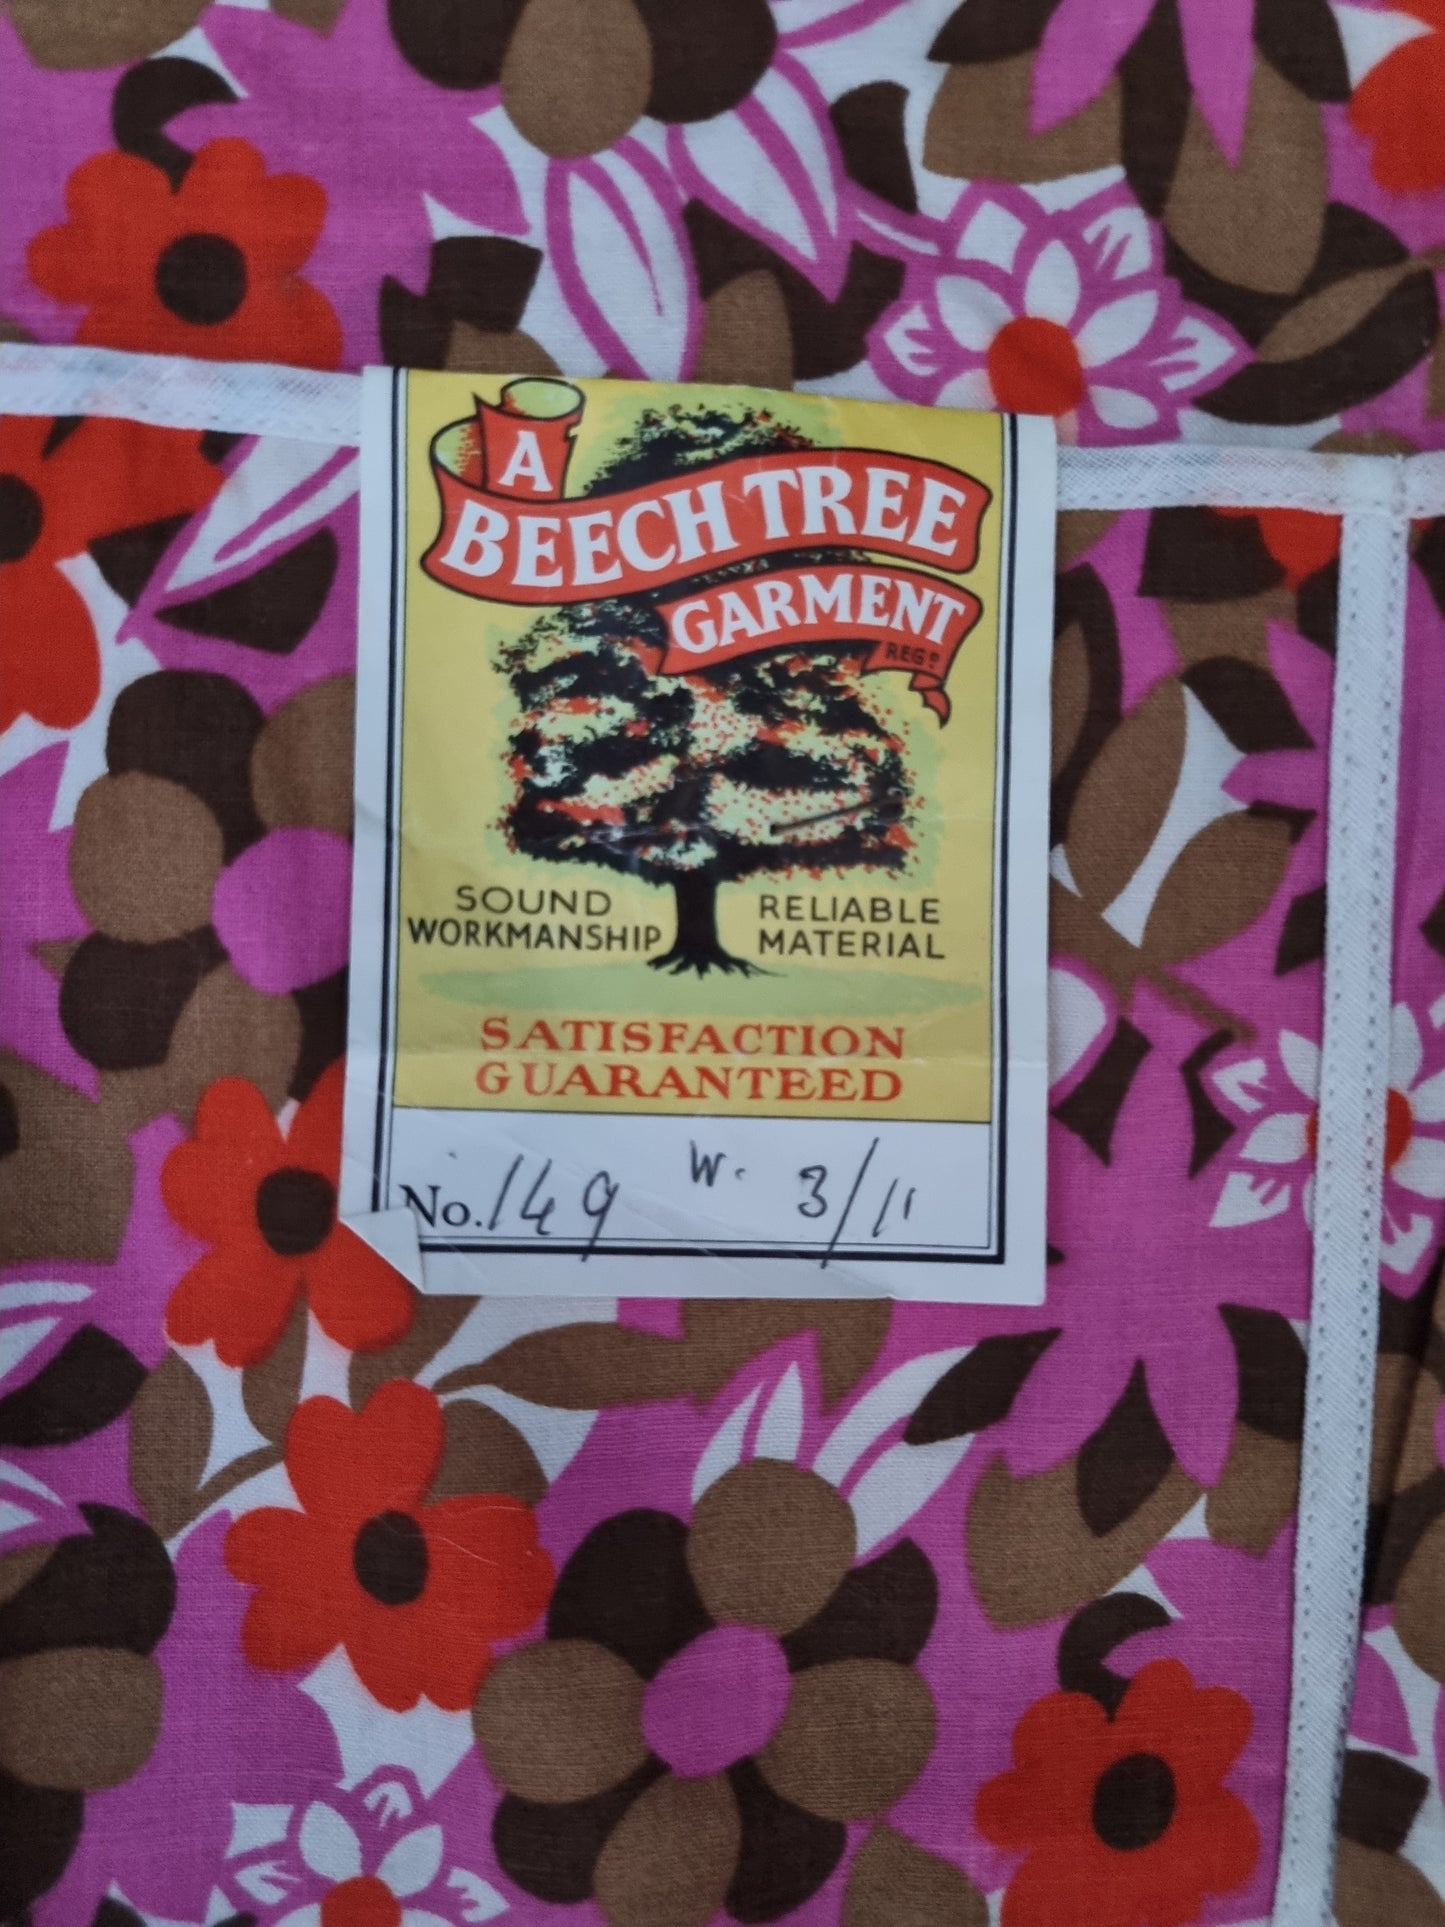 A
BEECH TREE
GARMENT
REGD
SOUND
WORKMANSHIP
RELIABLE
MATERIAL
SATISFACTION
GUARANTEED
No. 149 W. 3/11